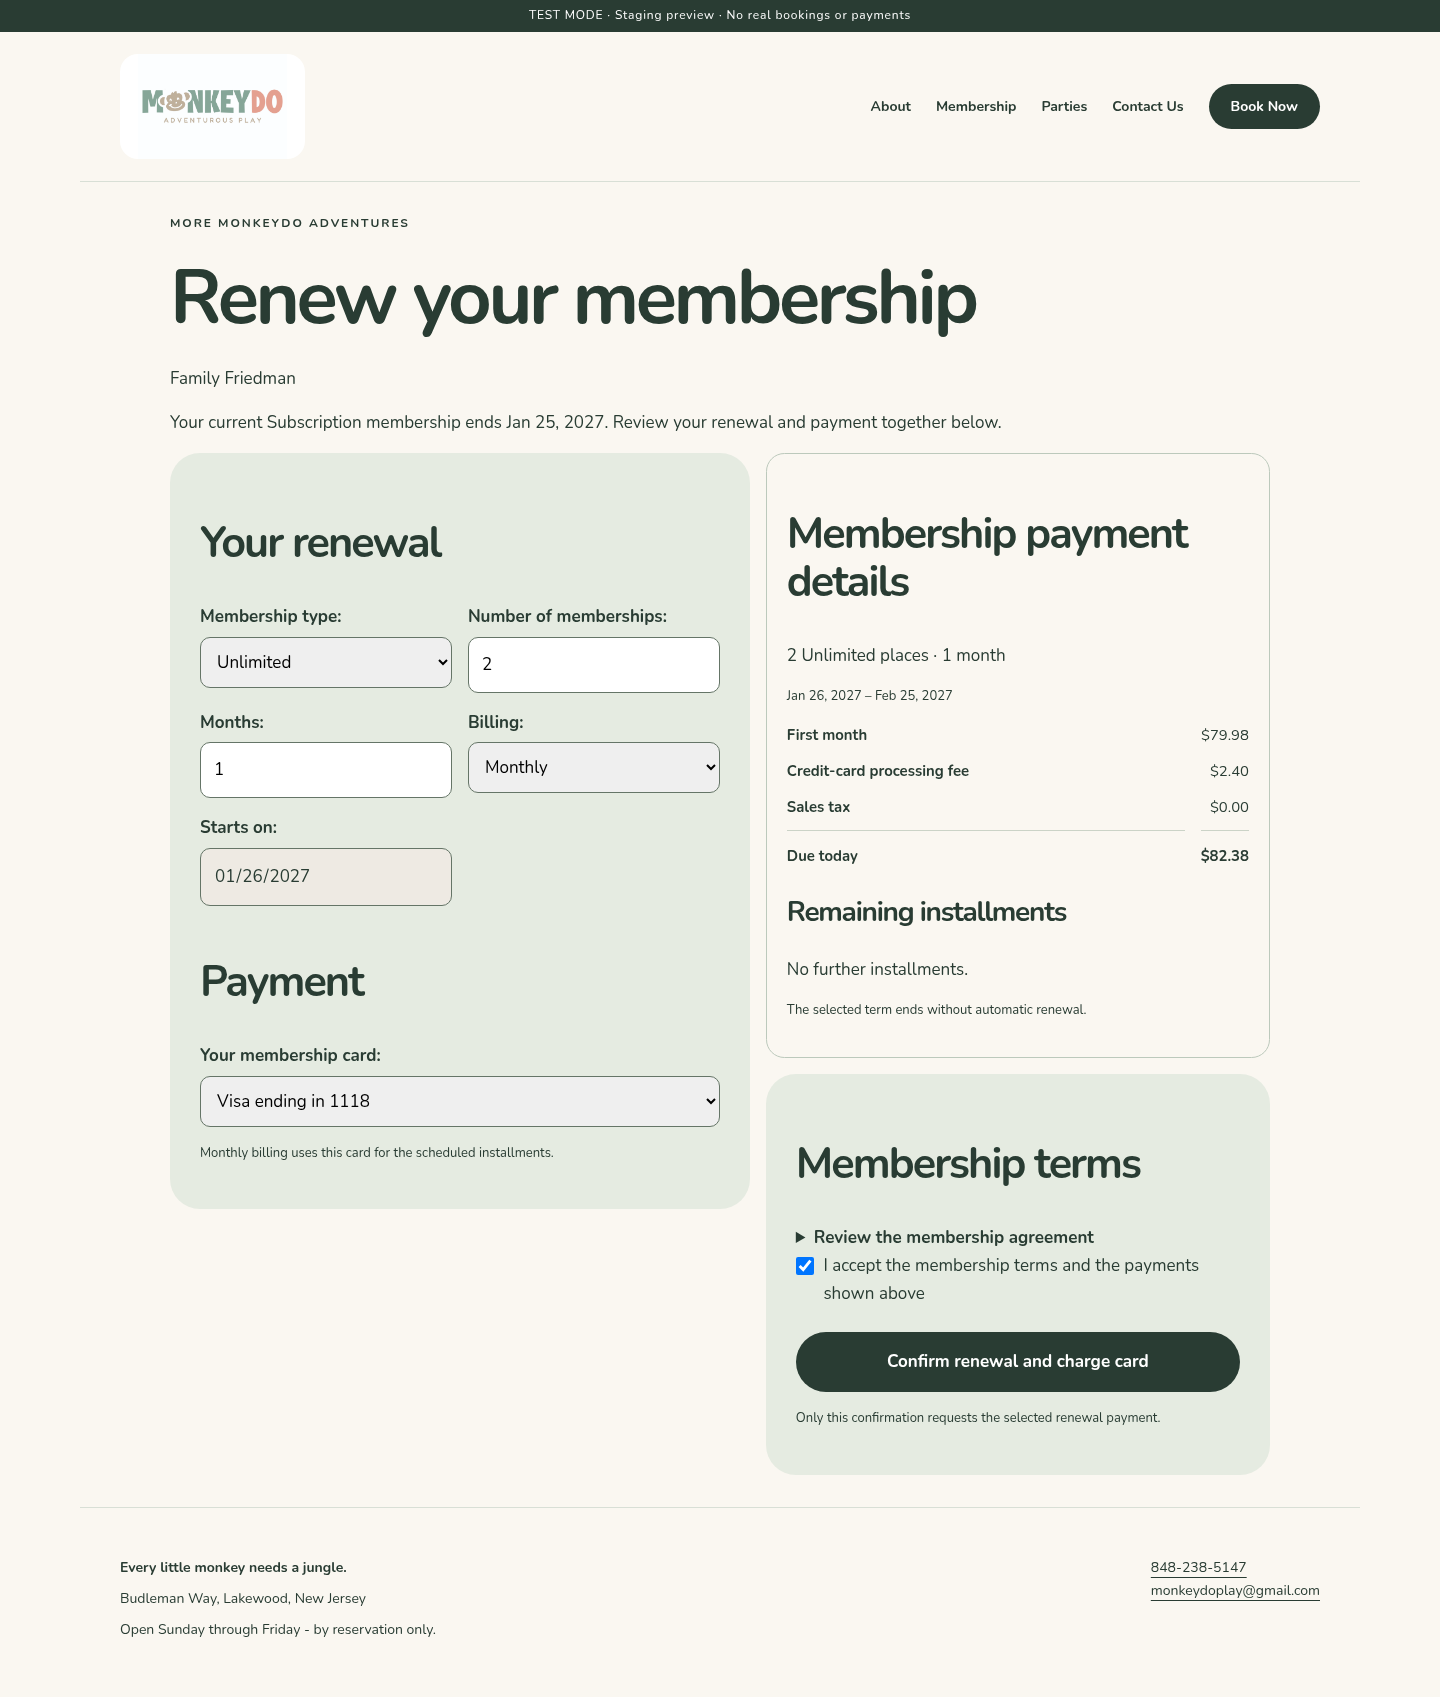 TEST MODE · Staging preview · No real bookings or payments
MONKEYDO
ADVENTUROUS PLAY
About
Membership
Parties
Contact Us
Book Now
MORE MONKEYDO ADVENTURES
Renew your membership
Family Friedman
Your current Subscription membership ends Jan 25, 2027. Review your renewal and payment together below.
Your renewal
Membership type:
Unlimited
Number of memberships:
2
Months:
1
Billing:
Monthly
Starts on:
01/26/2027
Payment
Your membership card:
Visa ending in 1118
Monthly billing uses this card for the scheduled installments.
Membership payment
details
2 Unlimited places · 1 month
Jan 26, 2027 – Feb 25, 2027
First month $79.98
Credit-card processing fee $2.40
Sales tax $0.00
Due today $82.38
Remaining installments
No further installments.
The selected term ends without automatic renewal.
Membership terms
Review the membership agreement
I accept the membership terms and the payments
shown above
Confirm renewal and charge card
Only this confirmation requests the selected renewal payment.
Every little monkey needs a jungle.
Budleman Way, Lakewood, New Jersey
Open Sunday through Friday - by reservation only.
848-238-5147
monkeydoplay@gmail.com